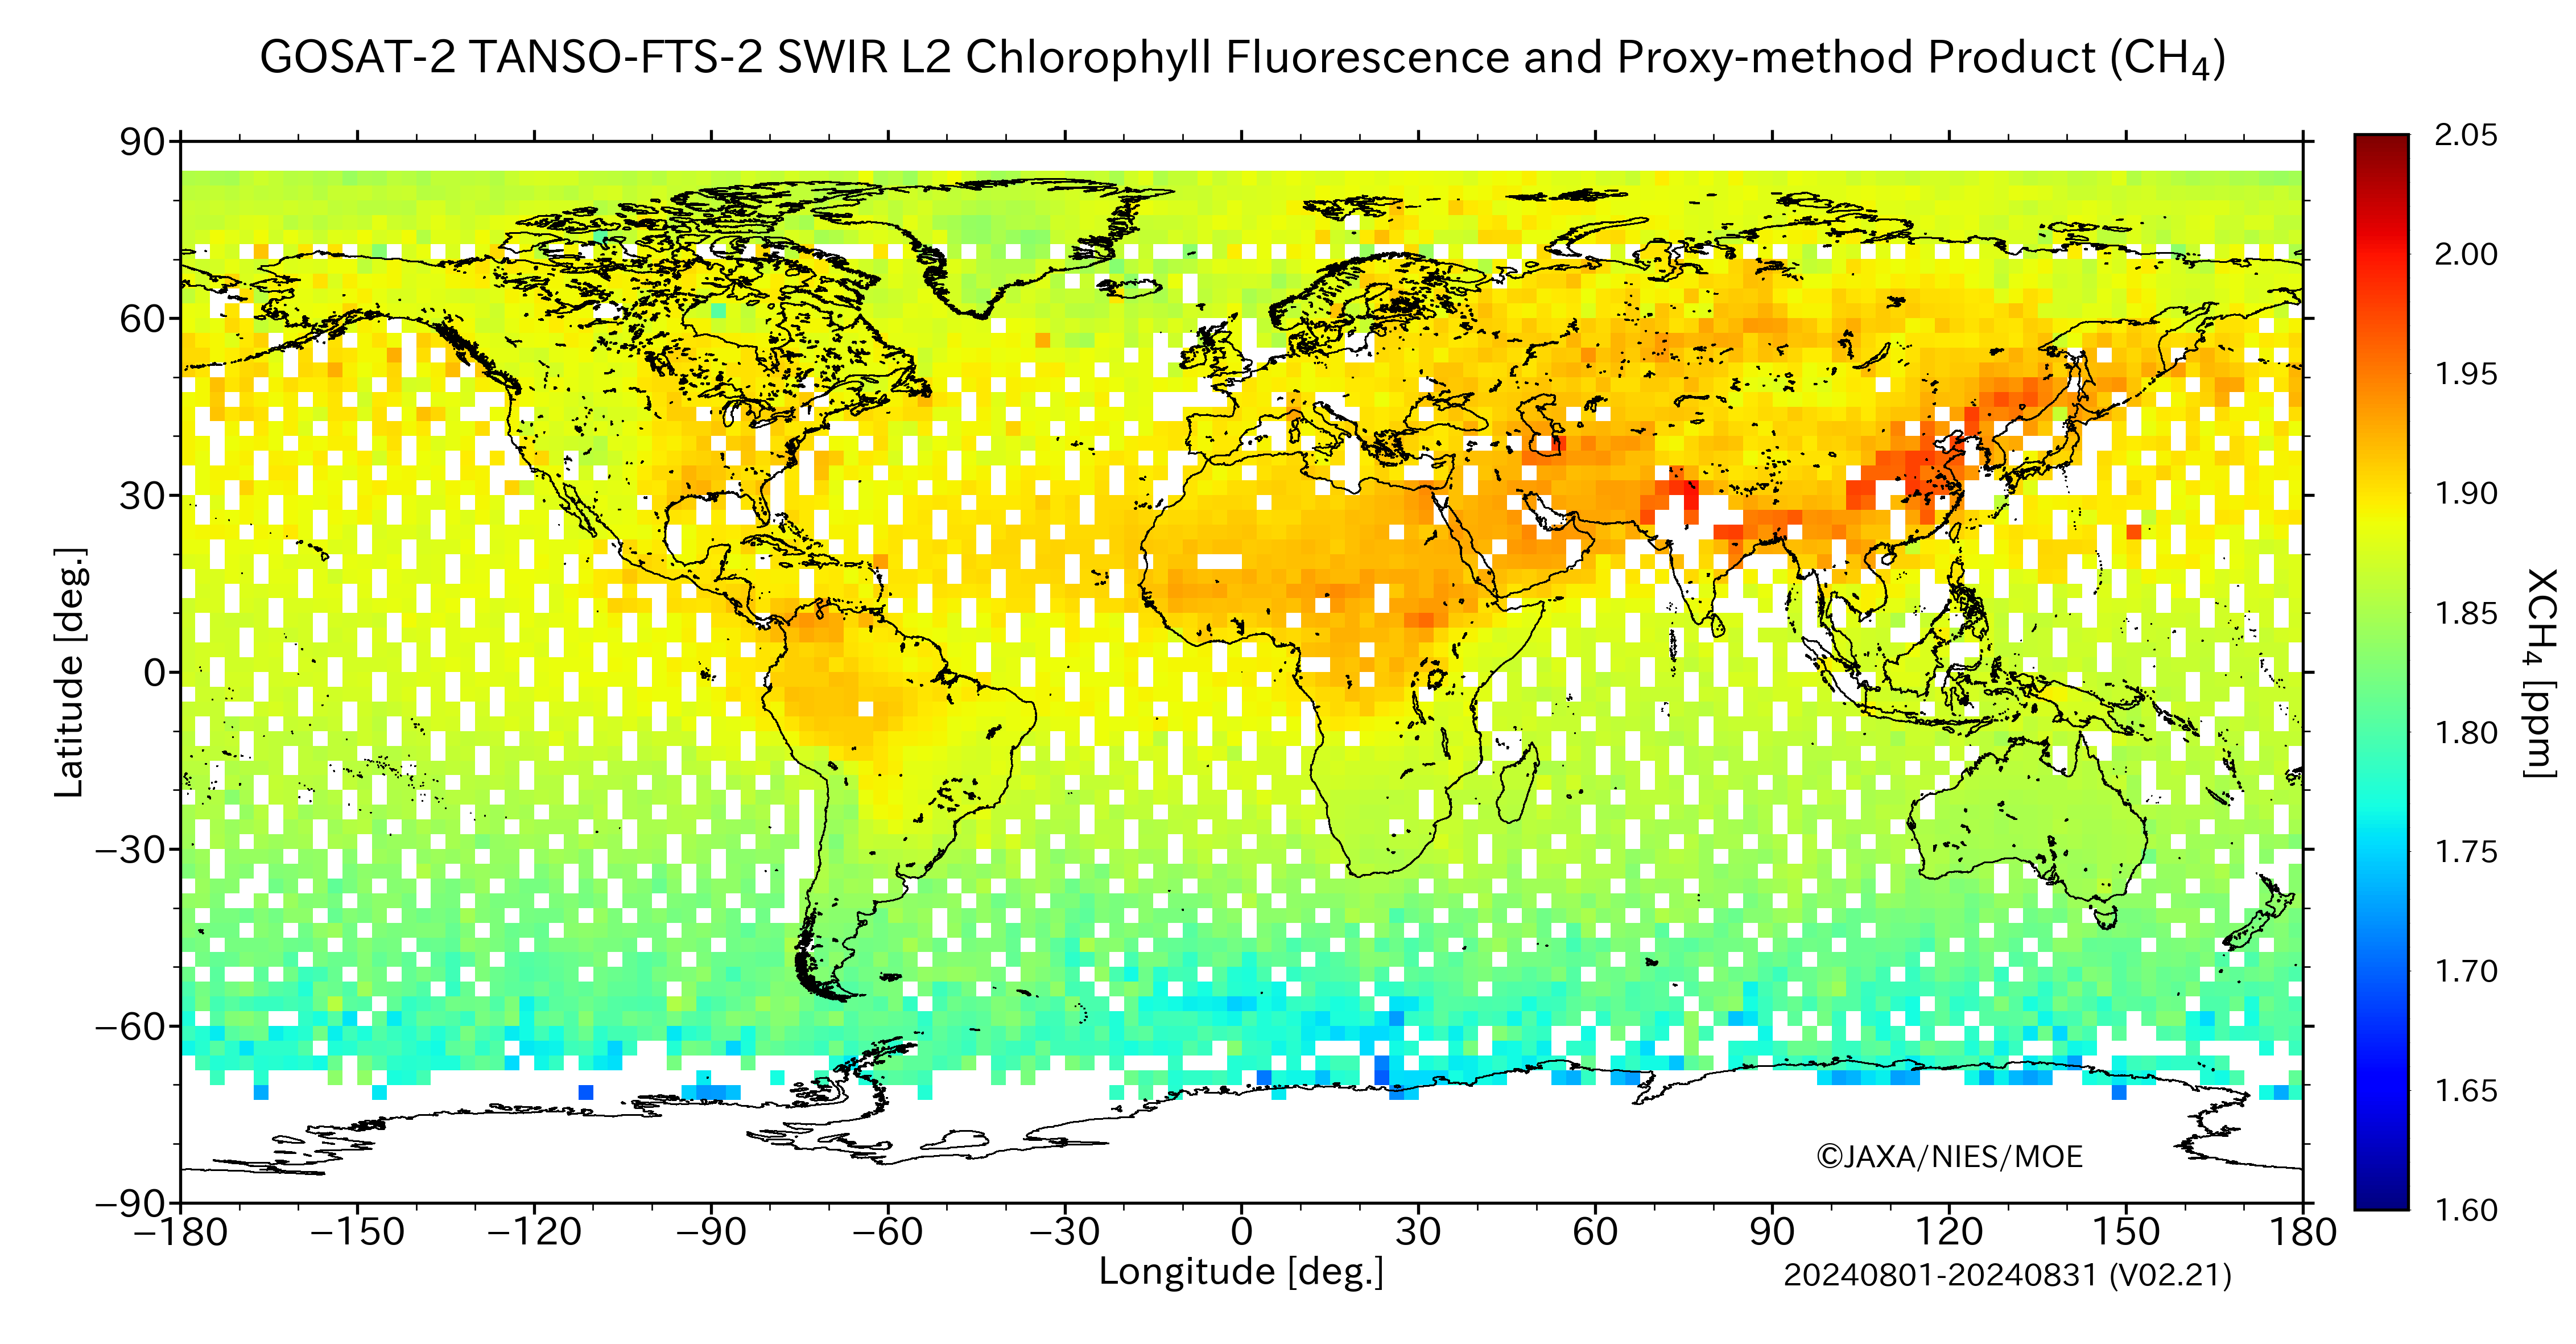 GOSAT-2 TANSO-FTS-2 SWIR L2 Chlorophyll Fluorescence and Proxy-method Product (CH₄)
90
60
30
0
−30
−60
−90
Latitude [deg.]
−180 −150 −120 −90 −60 −30 0 30 60 90 120 150 180
Longitude [deg.]
©JAXA/NIES/MOE
20240801-20240831 (V02.21)
2.05
2.00
1.95
1.90
1.85
1.80
1.75
1.70
1.65
1.60
XCH₄ [ppm]